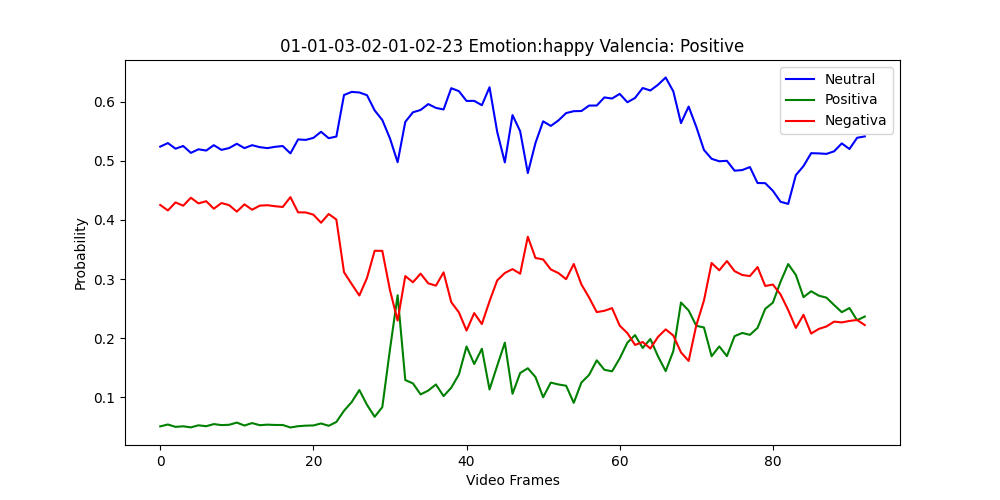 01-01-03-02-01-02-23 Emotion:happy Valencia: Positive
Neutral
Positiva
Negativa
Probability
0.6
0.5
0.4
0.3
0.2
0.1
0 20 40 60 80
Video Frames